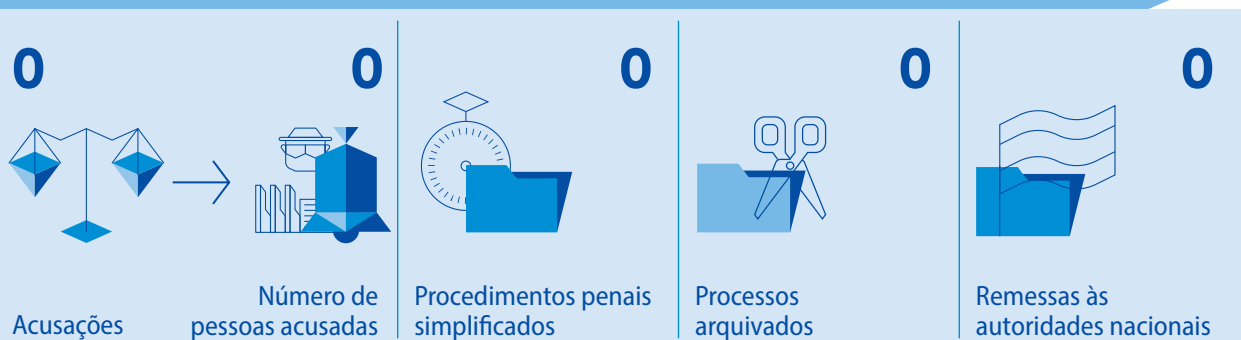 0
Acusações
0
Número de
pessoas acusadas
0
Procedimentos penais
simplificados
0
Processos
arquivados
0
Remessas às
autoridades nacionais